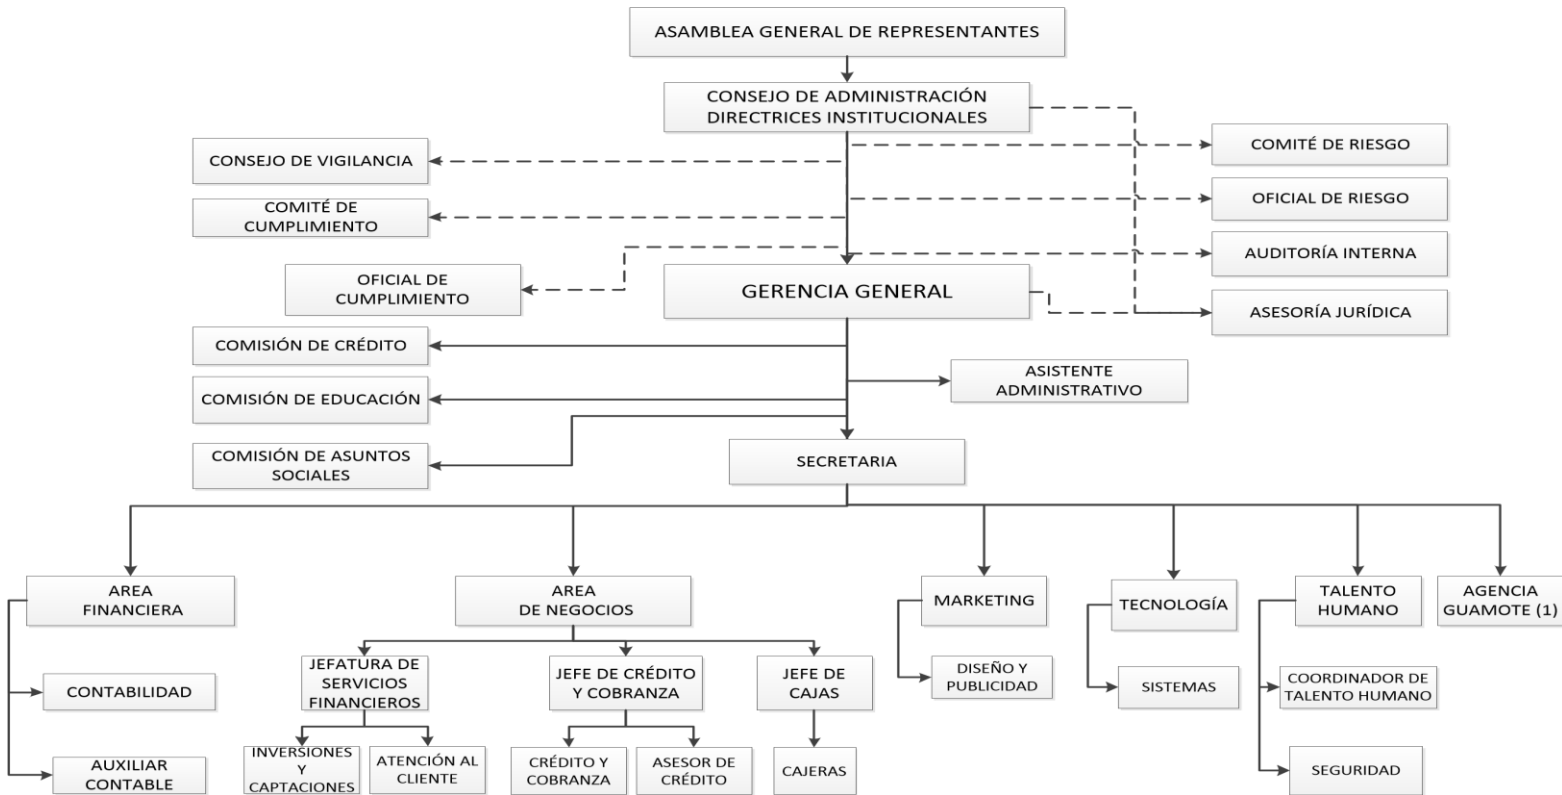 ASAMBLEA GENERAL DE REPRESENTANTES
CONSEJO DE ADMINISTRACIÓN
DIRECTRICES INSTITUCIONALES
CONSEJO DE VIGILANCIA
COMITÉ DE RIESGO
COMITÉ DE
CUMPLIMIENTO
OFICIAL DE RIESGO
AUDITORÍA INTERNA
OFICIAL DE
CUMPLIMIENTO
GERENCIA GENERAL
ASESORÍA JURÍDICA
COMISIÓN DE CRÉDITO
ASISTENTE
ADMINISTRATIVO
COMISIÓN DE EDUCACIÓN
COMISIÓN DE ASUNTOS
SOCIALES
SECRETARIA
AREA
FINANCIERA
AREA
DE NEGOCIOS
MARKETING
TECNOLOGÍA
TALENTO
HUMANO
AGENCIA
GUAMOTE (1)
CONTABILIDAD
JEFATURA DE
SERVICIOS
FINANCIEROS
JEFE DE CRÉDITO
Y COBRANZA
JEFE DE
CAJAS
DISEÑO Y
PUBLICIDAD
SISTEMAS
COORDINADOR DE
TALENTO HUMANO
AUXILIAR
CONTABLE
INVERSIONES
Y
CAPTACIONES
ATENCIÓN AL
CLIENTE
CRÉDITO Y
COBRANZA
ASESOR DE
CRÉDITO
CAJERAS
SEGURIDAD